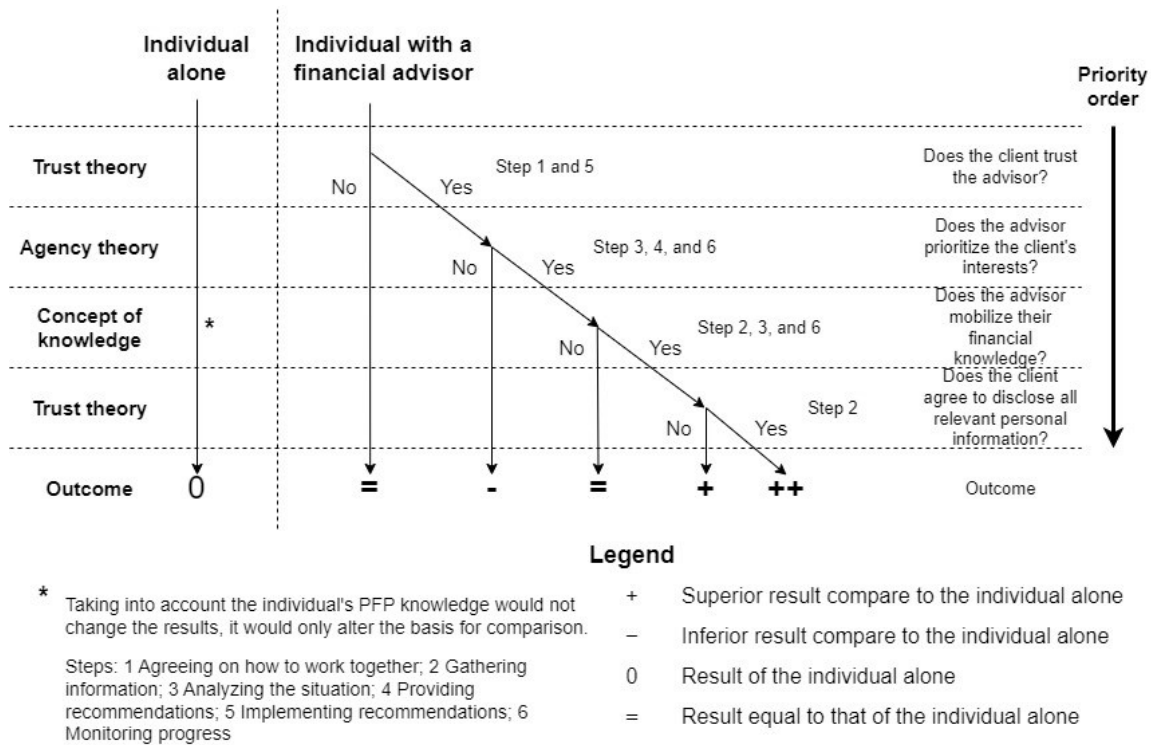 Individual
alone
Individual with a
financial advisor
Priority
order
Trust theory
No
Yes
Step 1 and 5
Does the client trust
the advisor?
Agency theory
No
Yes
Step 3, 4, and 6
Does the advisor
prioritize the client's
interests?
Concept of
knowledge
*
No
Yes
Step 2, 3, and 6
Does the advisor
mobilize their
financial
knowledge?
Trust theory
No
Yes
Step 2
Does the client
agree to disclose all
relevant personal
information?
Outcome
0
=
-
=
+
++
Outcome
Legend
* Taking into account the individual's PFP knowledge would not
change the results, it would only alter the basis for comparison.
Steps: 1 Agreeing on how to work together; 2 Gathering
information; 3 Analyzing the situation; 4 Providing
recommendations; 5 Implementing recommendations; 6
Monitoring progress
+ Superior result compare to the individual alone
– Inferior result compare to the individual alone
0 Result of the individual alone
= Result equal to that of the individual alone